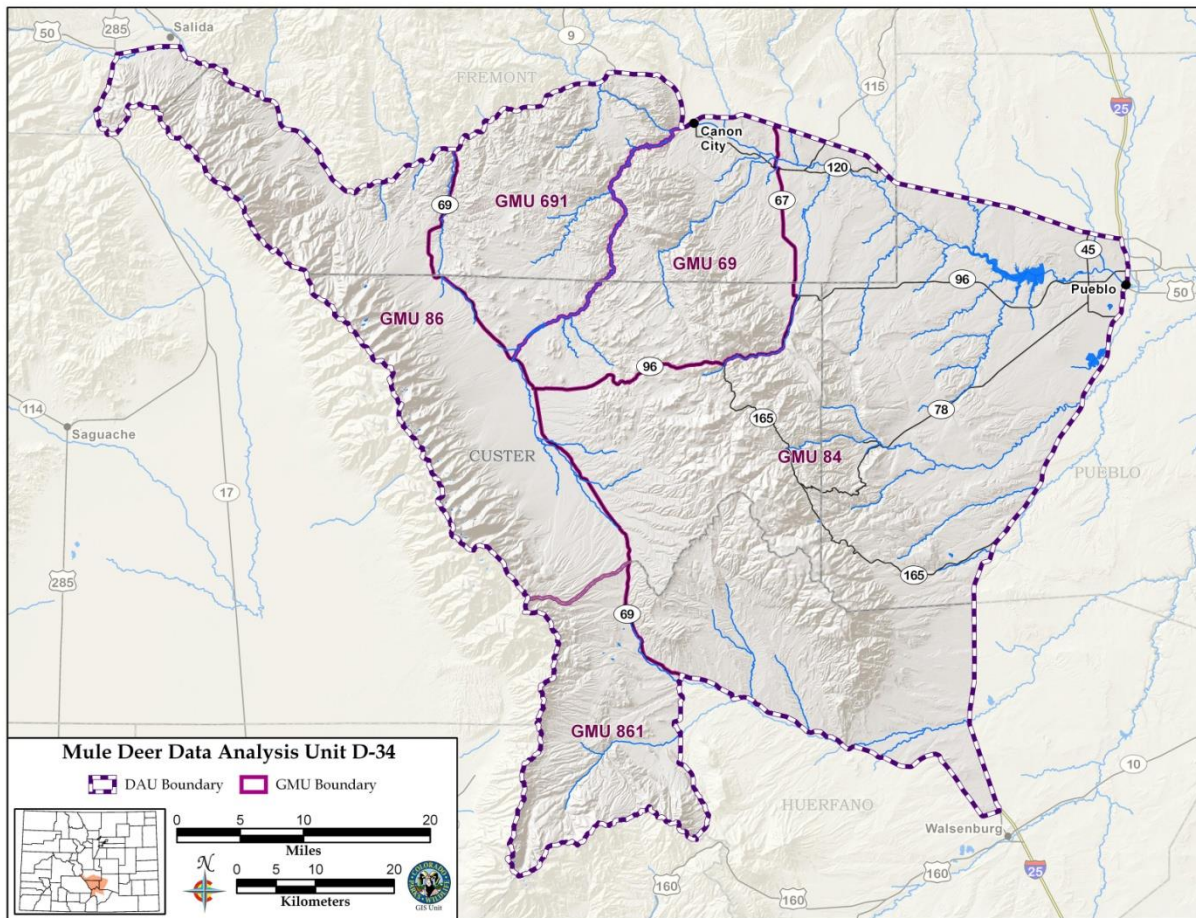 50
285
Salida
9
FREMONT
115
25
Canon
City
120
69
GMU 691
67
GMU 69
45
96
Pueblo
50
GMU 86
96
114
Saguache
165
78
CUSTER
GMU 84
PUEBLO
17
285
165
69
GMU 861
10
HUERFANO
Walsenburg
160
160
25
160
Mule Deer Data Analysis Unit D-34
DAU Boundary
GMU Boundary
0 5 10 20
Miles
N
0 5 10 20
Kilometers
COLORADO
WILDLIFE
GIS Unit